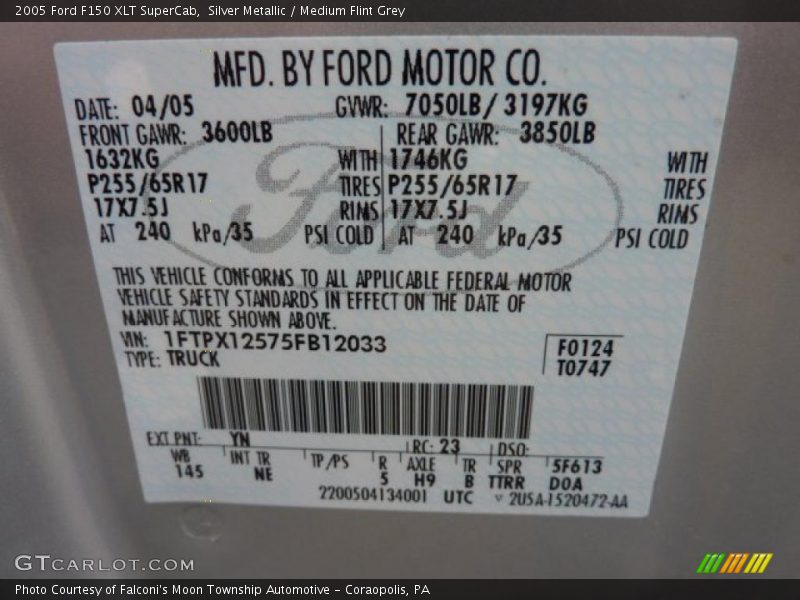 2005 Ford F150 XLT SuperCab,  Silver Metallic / Medium Flint Grey
MFD. BY FORD MOTOR CO.
DATE: 04/05 GVWR: 7050LB/ 3197KG
FRONT GAWR: 3600LB REAR GAWR: 3850LB
1632KG WITH 1746KG WITH
P255/65R17 TIRES P255/65R17 TIRES
17X7.5J RIMS 17X7.5J RIMS
AT 240 kPa/35 PSI COLD AT 240 kPa/35 PSI COLD
Ford
THIS VEHICLE CONFORMS TO ALL APPLICABLE FEDERAL MOTOR
VEHICLE SAFETY STANDARDS IN EFFECT ON THE DATE OF
MANUFACTURE SHOWN ABOVE.
VIN: 1FTPX12575FB12033 F0124
TYPE: TRUCK T0747
EXT PNT: YN RC: 23 DSO:
WB INT TR TP/PS R AXLE TR SPR 5F613
145 NE 5 H9 B TTRR D0A
2200504134001 UTC v 2U5A-1520472-AA
GTCARLOT.COM
Photo Courtesy of Falconi's Moon Township Automotive - Coraopolis, PA